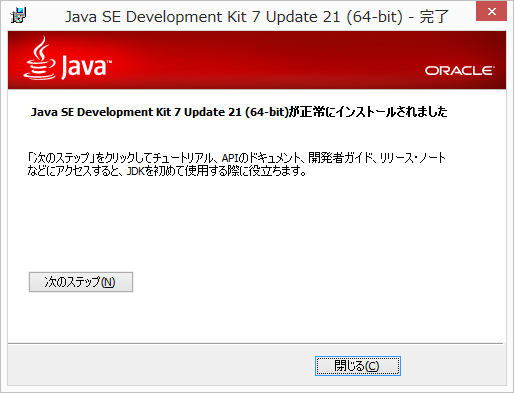 Java SE Development Kit 7 Update 21 (64-bit) - 完了
Java™
ORACLE®
Java SE Development Kit 7 Update 21 (64-bit)が正常にインストールされました
「次のステップ」をクリックしてチュートリアル、APIのドキュメント、開発者ガイド、リリース・ノート
などにアクセスすると、JDKを初めて使用する際に役立ちます。
次のステップ(N)
閉じる(C)